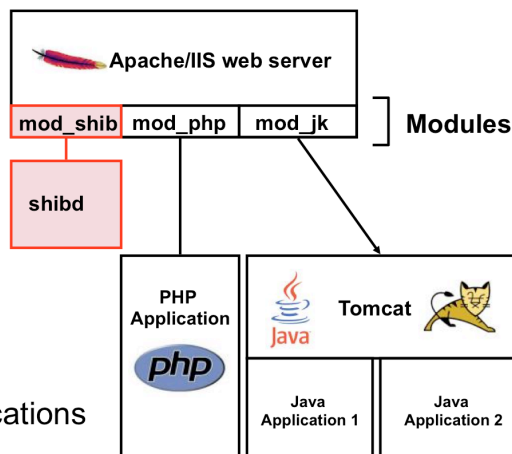 Apache/IIS web server
mod_shib mod_php mod_jk
Modules
shibd
PHP
Application
php
Java
Tomcat
Java
Application 1
Java
Application 2
cations